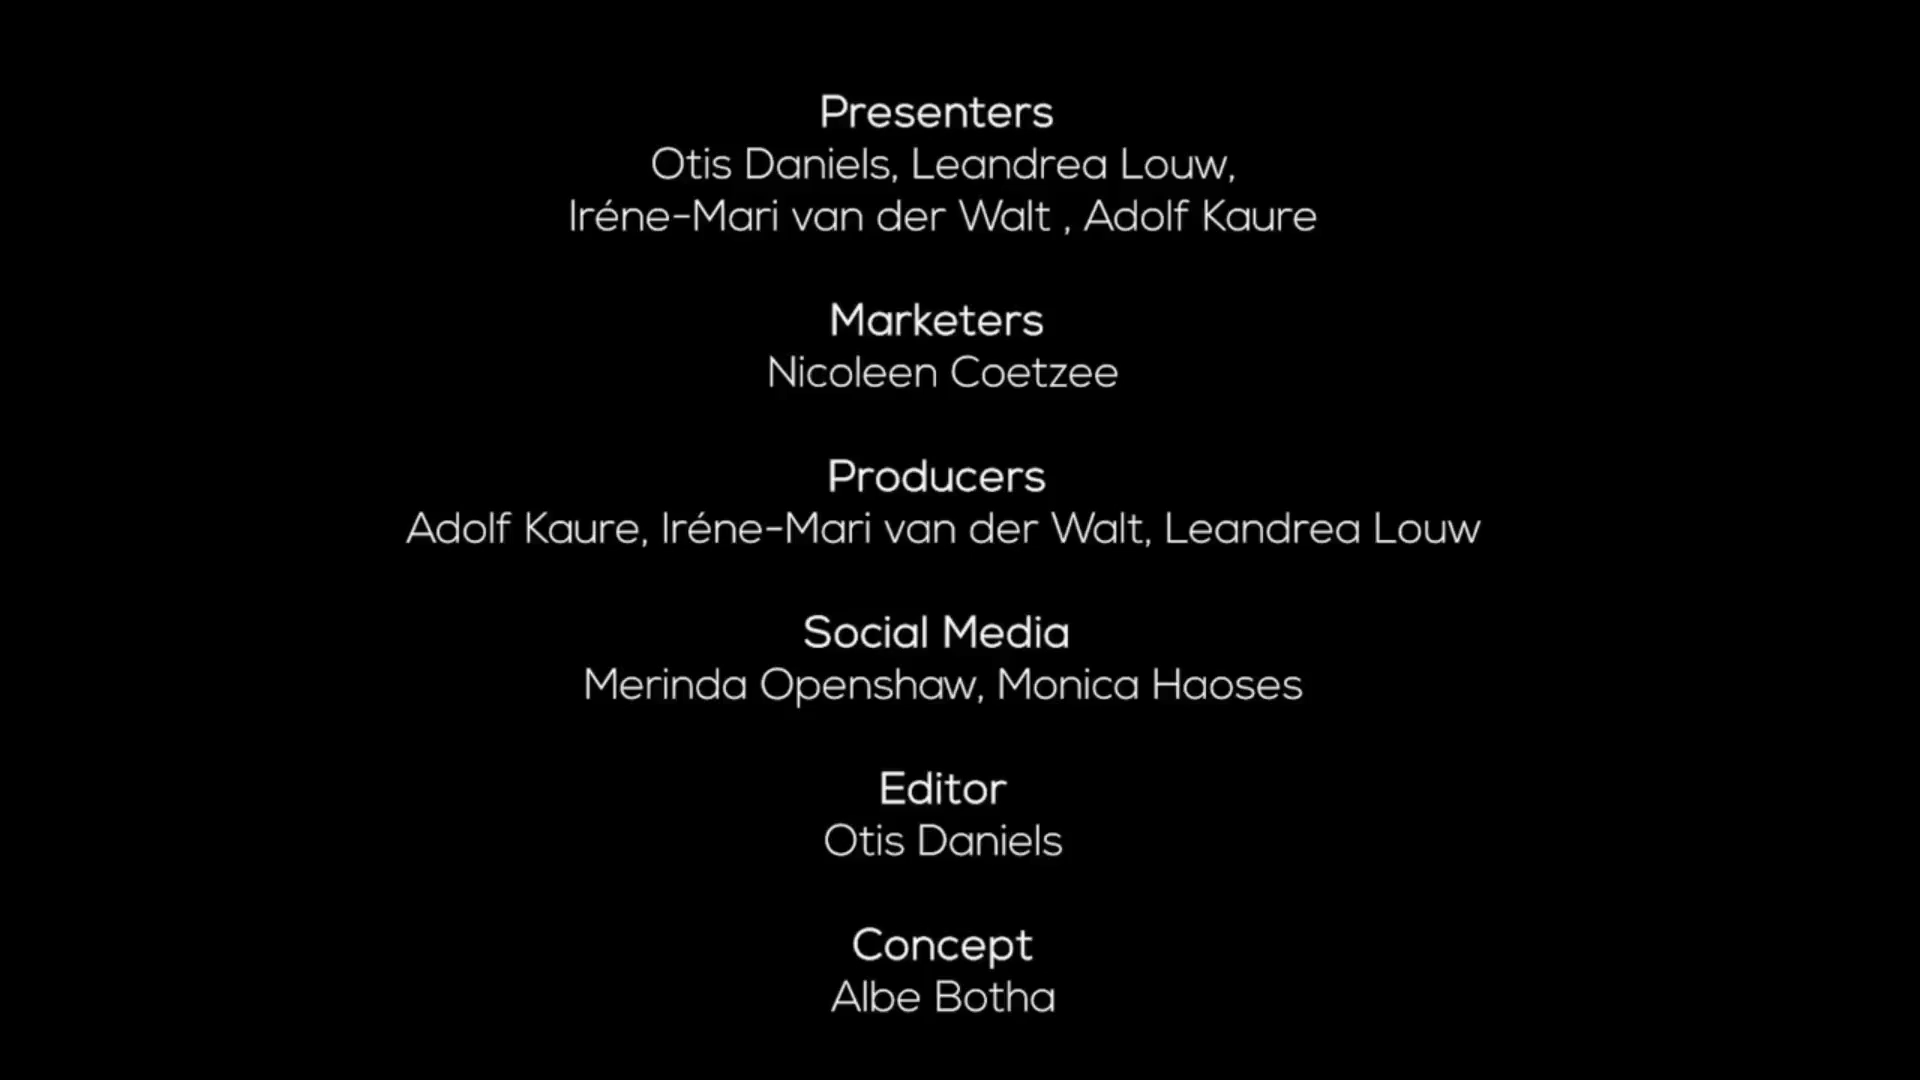 Presenters
Otis Daniels, Leandrea Louw,
Iréne-Mari van der Walt , Adolf Kaure
Marketers
Nicoleen Coetzee
Producers
Adolf Kaure, Iréne-Mari van der Walt, Leandrea Louw
Social Media
Merinda Openshaw, Monica Haoses
Editor
Otis Daniels
Concept
Albe Botha